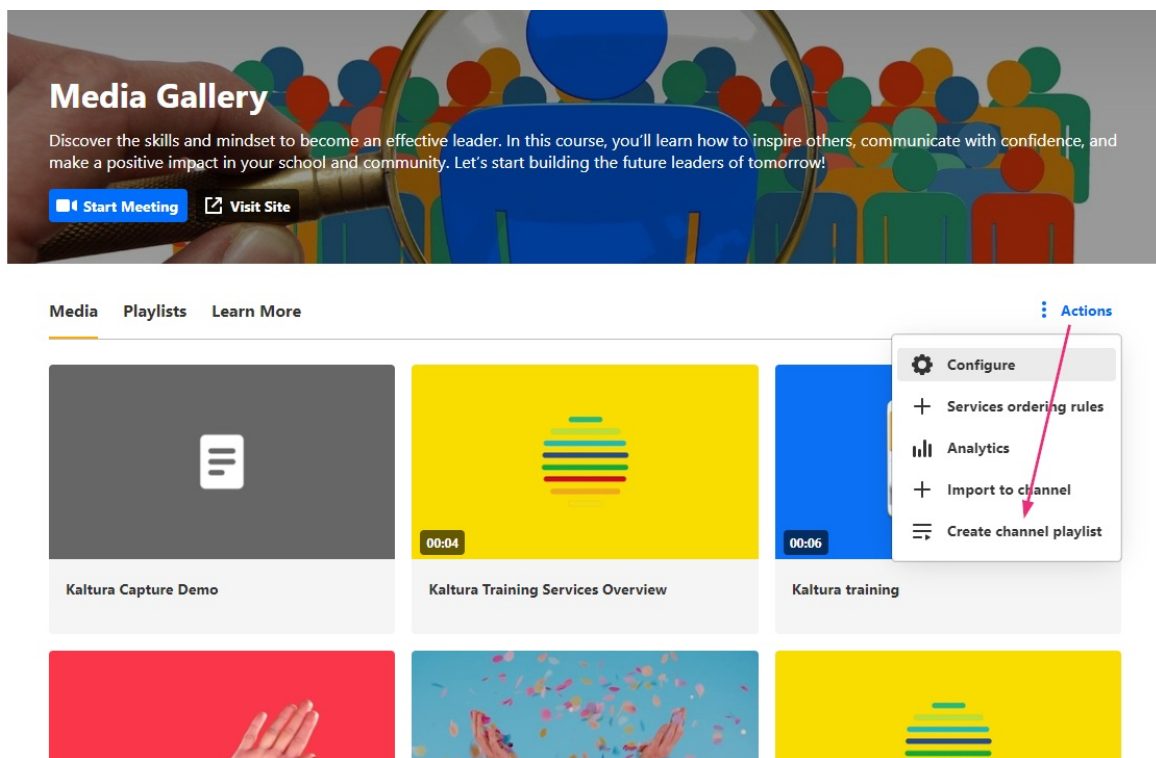 Media Gallery
Discover the skills and mindset to become an effective leader. In this course, you’ll learn how to inspire others, communicate with confidence, and
make a positive impact in your school and community. Let’s start building the future leaders of tomorrow!
Start Meeting Visit Site
Media Playlists Learn More Actions
Configure
Services ordering rules
Analytics
Import to channel
Create channel playlist
00:04 00:06
Kaltura Capture Demo Kaltura Training Services Overview Kaltura training